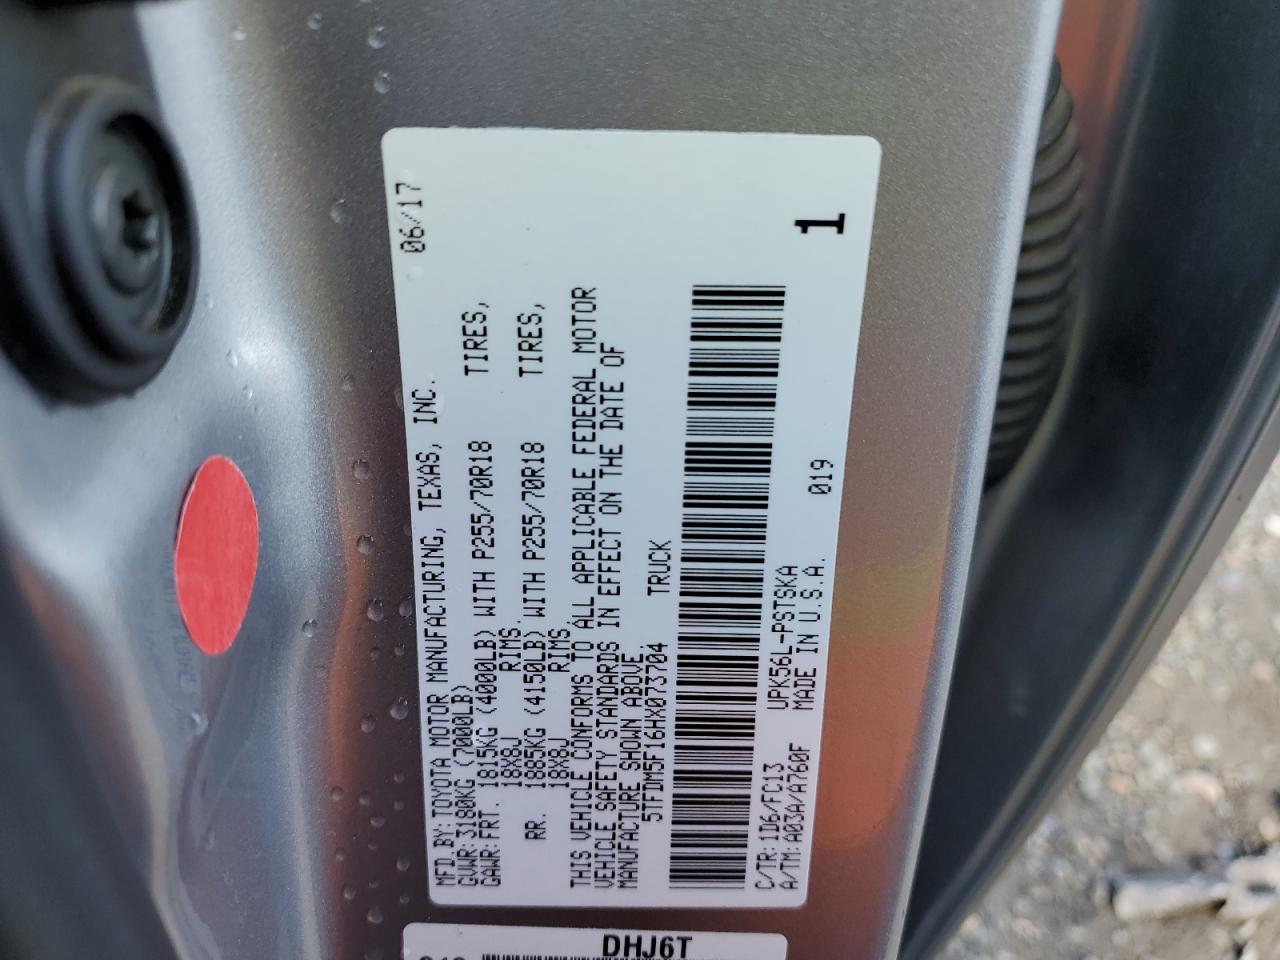 MFD.BY: TOYOTA MOTOR MANUFACTURING, TEXAS, INC. 06/17
GVWR:3180KG (7000LB)
GAWR:FRT. 1815KG (4000LB) WITH P255/70R18 TIRES,
18X8J RIMS,
RR. 1885KG (4150LB) WITH P255/70R18 TIRES,
18X8J RIMS,
THIS VEHICLE CONFORMS TO ALL APPLICABLE FEDERAL MOTOR
VEHICLE SAFETY STANDARDS IN EFFECT ON THE DATE OF
MANUFACTURE SHOWN ABOVE.
5TFDM5F16HX073704 TRUCK
C/TR:1D6/FC13 UPK56L-PSTSKA 019 1
A/TM:A03A/A760F MADE IN U.S.A.
DHJ6T